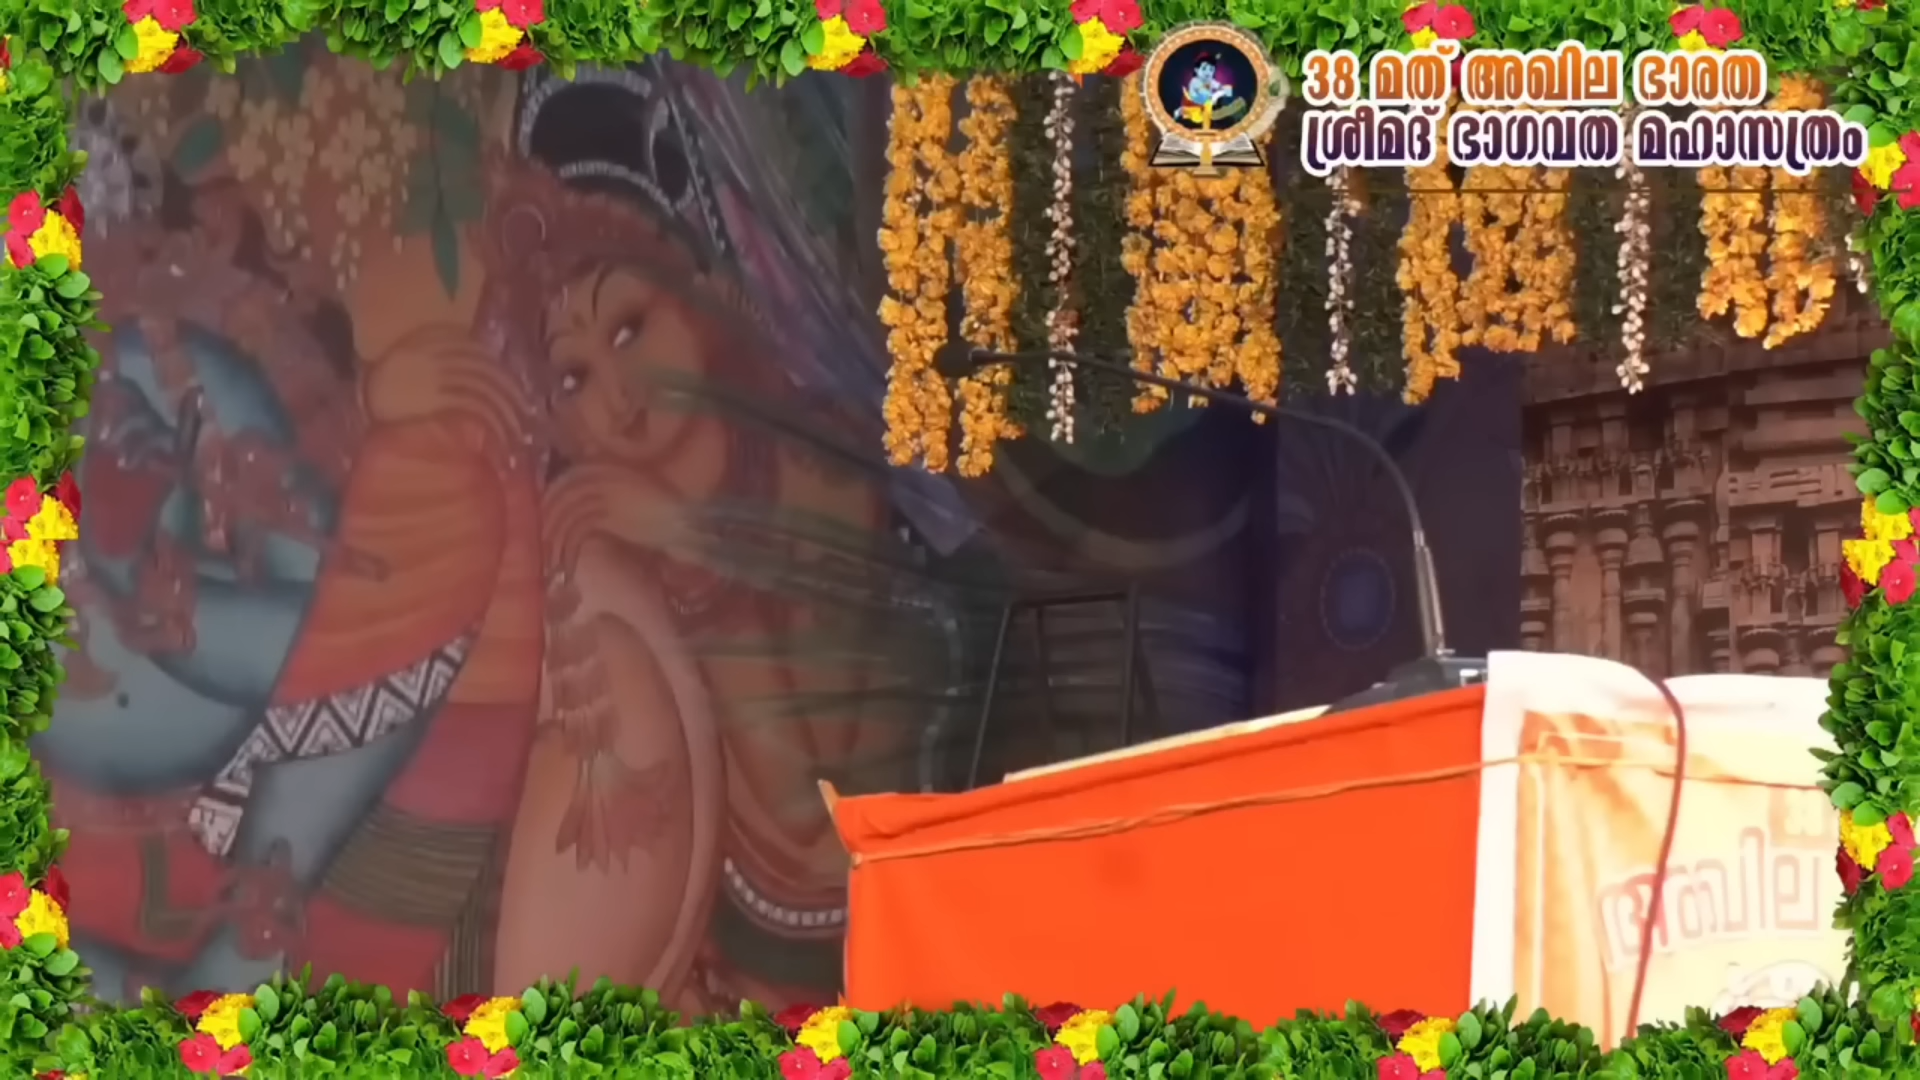 38 മത് അഖില ഭാരത
ശ്രീമദ് ഭാഗവത മഹാസത്രം
അഖില